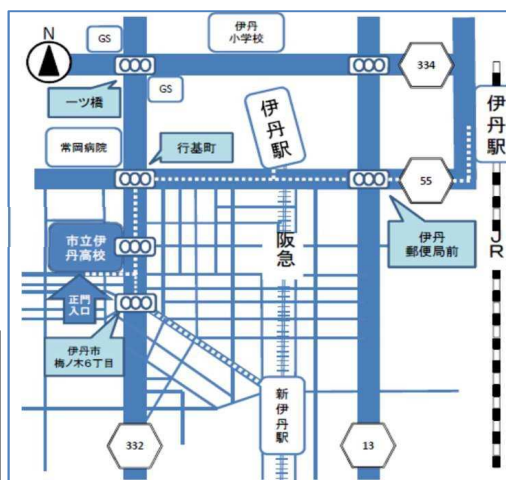 N
GS
伊丹
小学校
334
GS
一ツ橋
伊丹駅
伊丹駅
常岡病院
行基町
55
市立伊
丹高校
阪急
伊丹
郵便局前
JR
正門
入口
伊丹市
梅ノ木6丁目
新伊丹駅
332
13